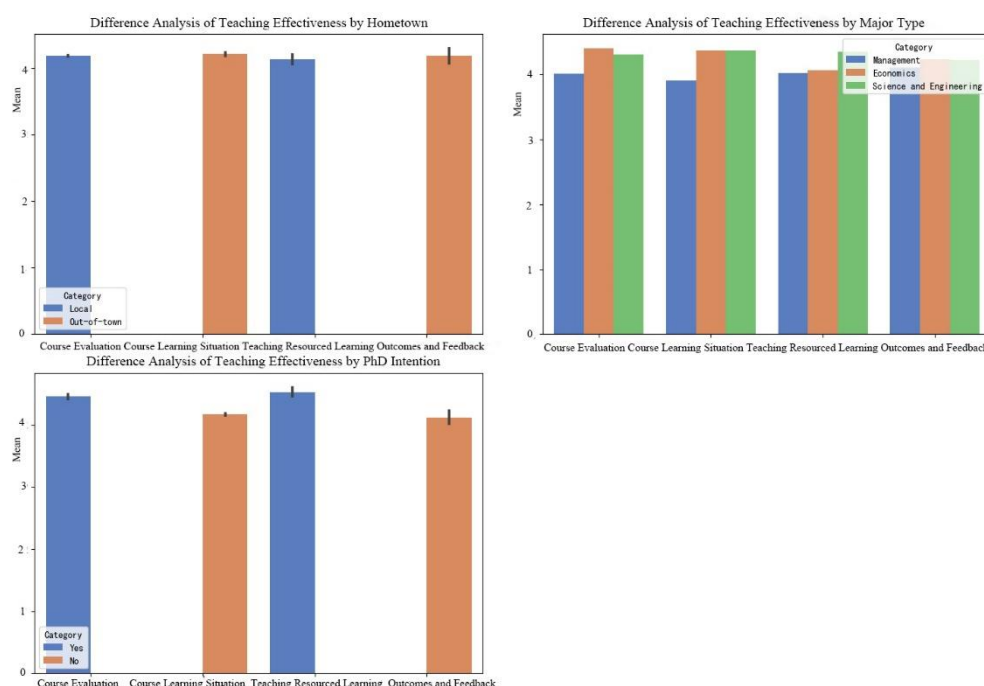 Difference Analysis of Teaching Effectiveness by Hometown
Mean
4
3
2
1
0
Category
Local
Out-of-town
Course Evaluation Course Learning Situation Teaching Resourced Learning Outcomes and Feedback
Difference Analysis of Teaching Effectiveness by Major Type
Mean
4
3
2
1
0
Category
Management
Economics
Science and Engineering
Course Evaluation Course Learning Situation Teaching Resourced Learning Outcomes and Feedback
Difference Analysis of Teaching Effectiveness by PhD Intention
Mean
4
3
2
1
0
Category
Yes
No
Course Evaluation Course Learning Situation Teaching Resourced Learning Outcomes and Feedback